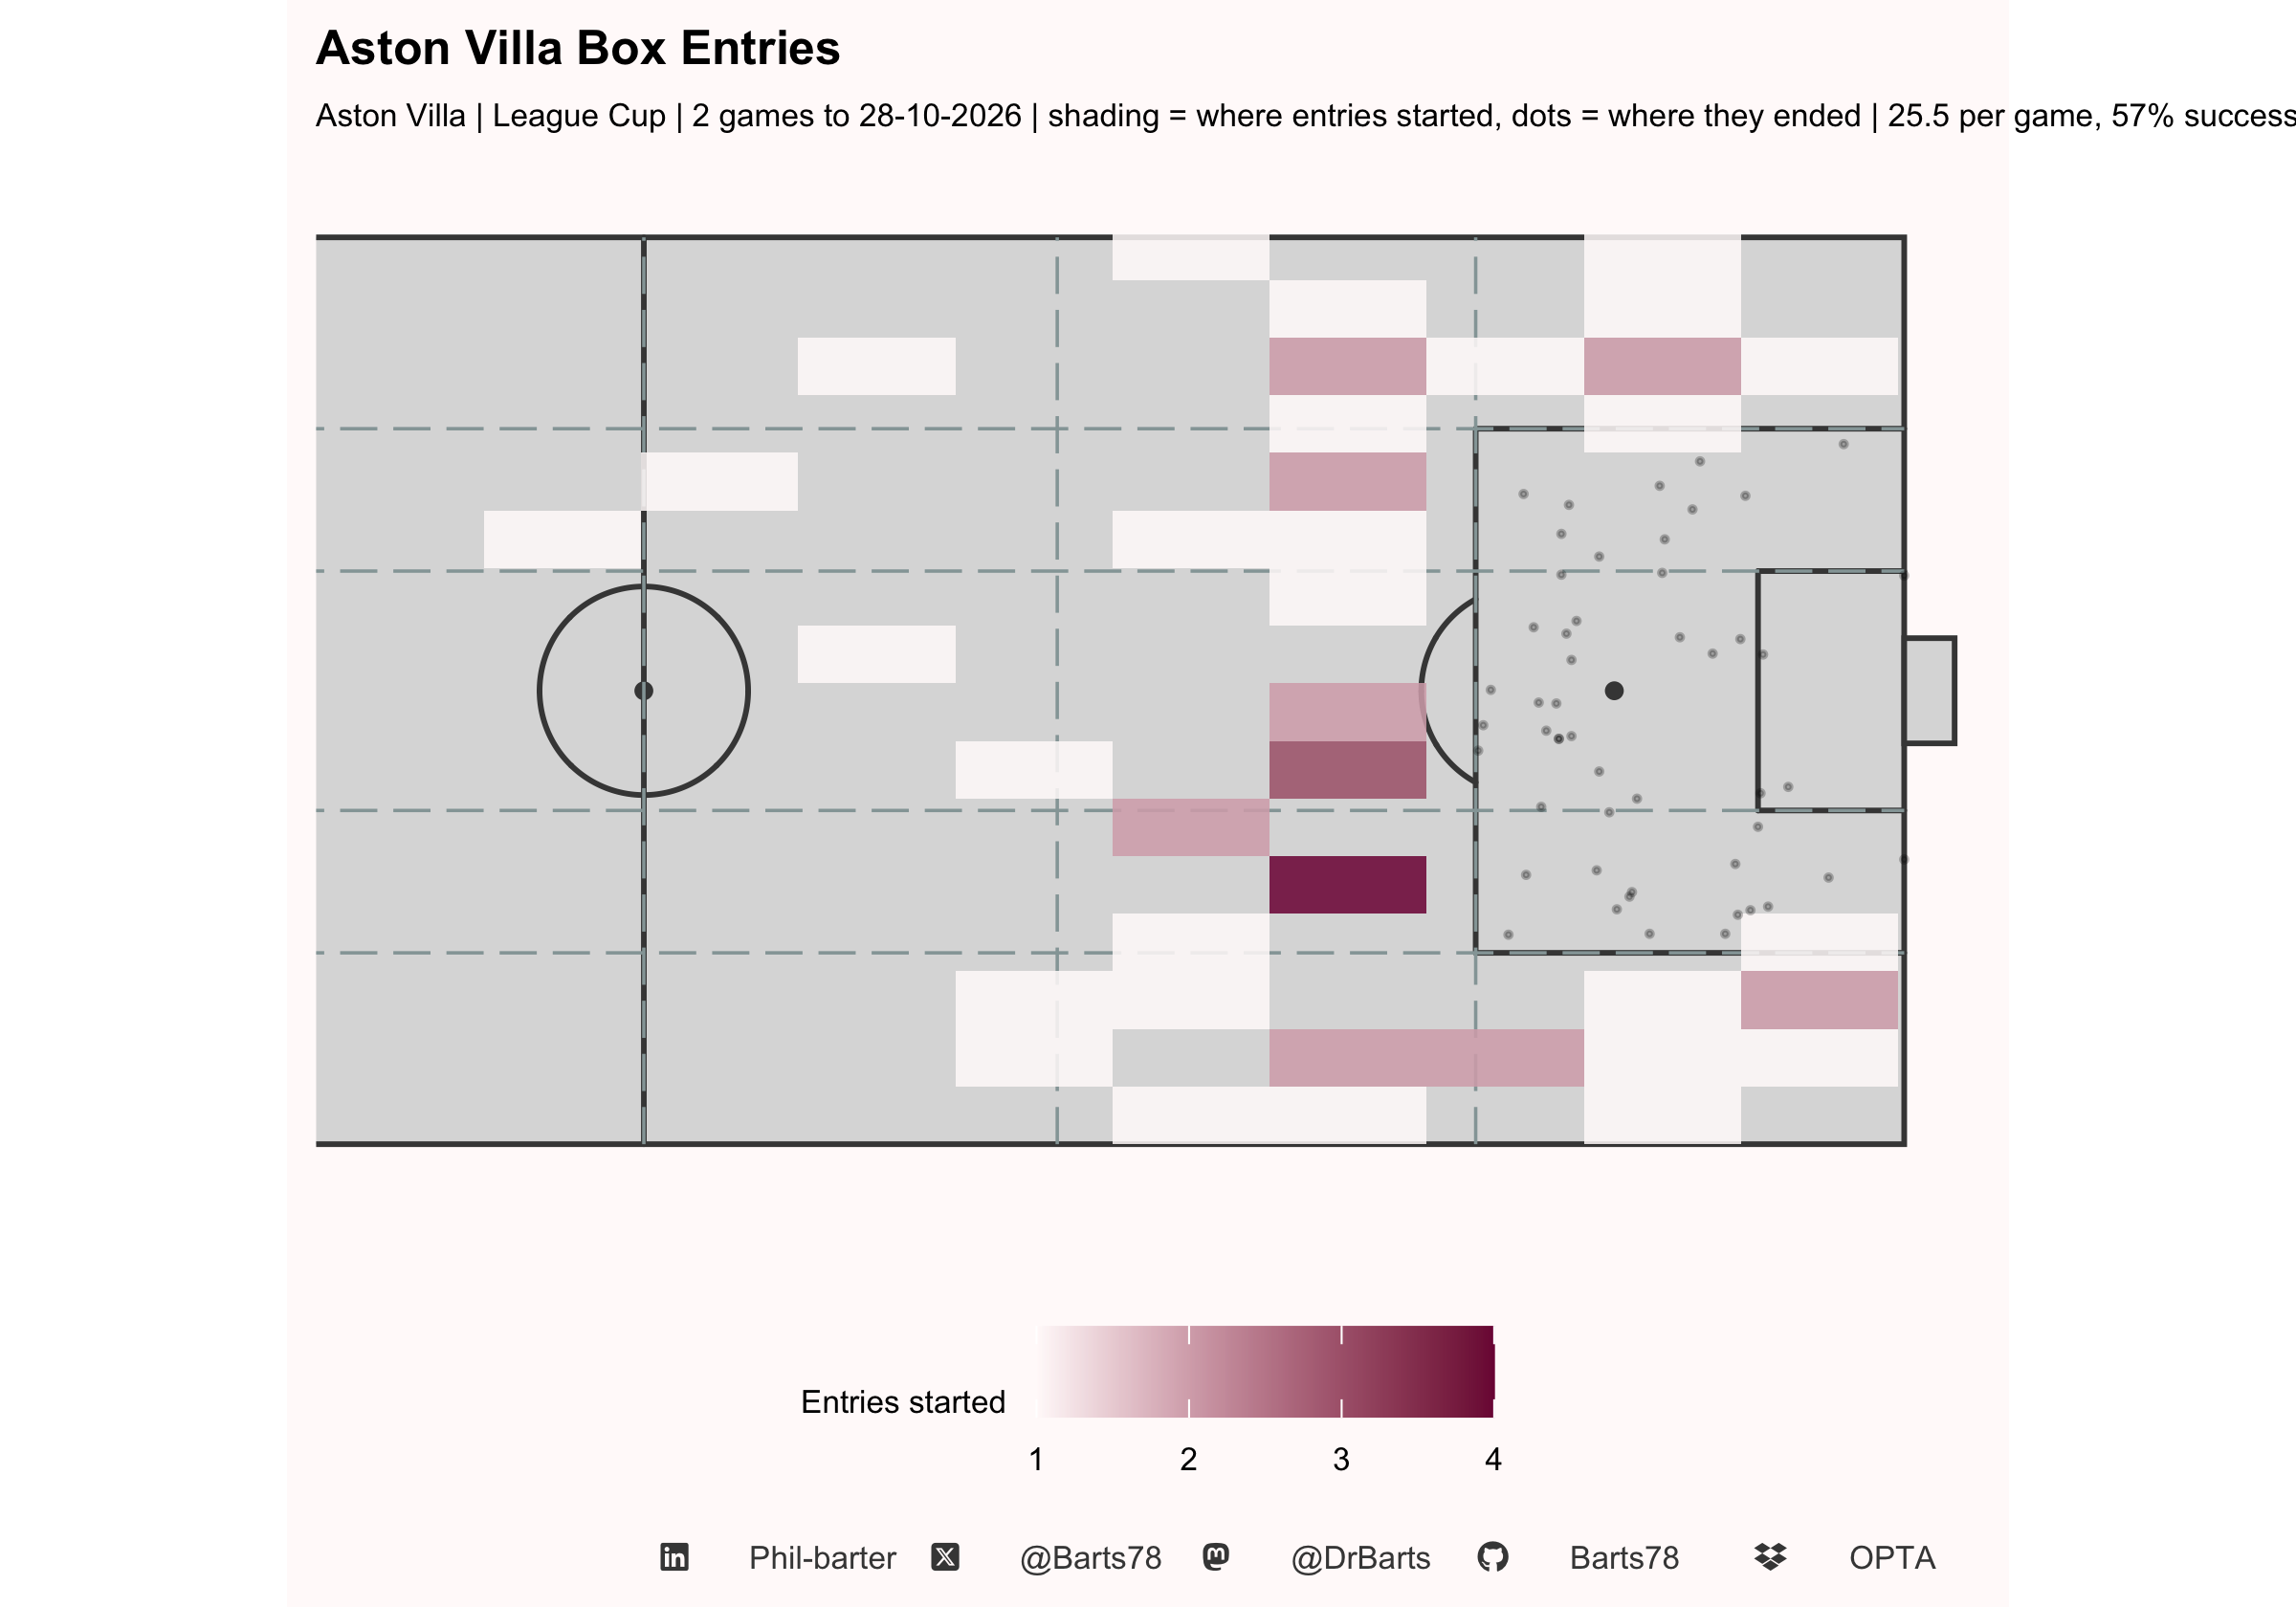 Aston Villa Box Entries
Aston Villa | League Cup | 2 games to 28-10-2026 | shading = where entries started, dots = where they ended | 25.5 per game, 57% success
Entries started
1 2 3 4
Phil-barter @Barts78 @DrBarts Barts78 OPTA